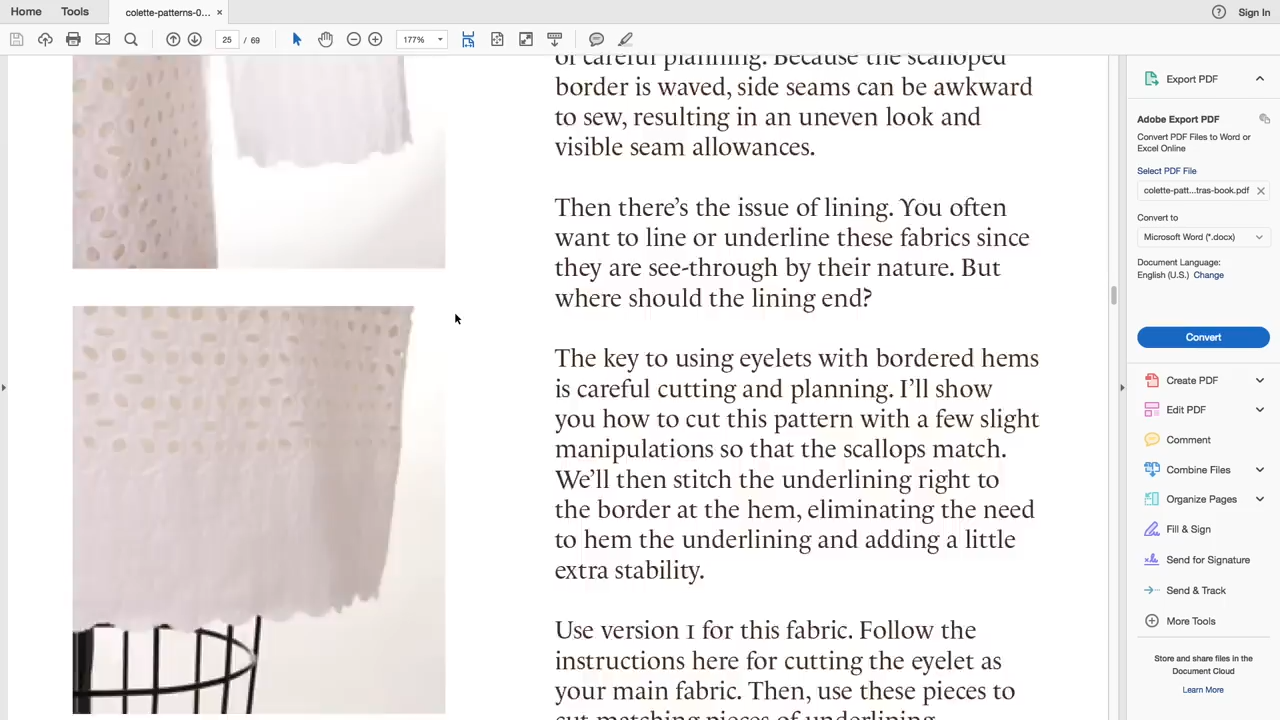 Home
Tools
colette-patterns-0...
Sign In
25 / 69
177%
of careful planning. Because the scalloped
border is waved, side seams can be awkward
to sew, resulting in an uneven look and
visible seam allowances.
Then there's the issue of lining. You often
want to line or underline these fabrics since
they are see-through by their nature. But
where should the lining end?
The key to using eyelets with bordered hems
is careful cutting and planning. I'll show
you how to cut this pattern with a few slight
manipulations so that the scallops match.
We'll then stitch the underlining right to
the border at the hem, eliminating the need
to hem the underlining and adding a little
extra stability.
Use version 1 for this fabric. Follow the
instructions here for cutting the eyelet as
your main fabric. Then, use these pieces to
cut matching pieces of underlining.
Export PDF
Adobe Export PDF
Convert PDF Files to Word or
Excel Online
Select PDF File
colette-patt...tras-book.pdf
Convert to
Microsoft Word (*.docx)
Document Language:
English (U.S.) Change
Convert
Create PDF
Edit PDF
Comment
Combine Files
Organize Pages
Fill & Sign
Send for Signature
Send & Track
More Tools
Store and share files in the
Document Cloud
Learn More